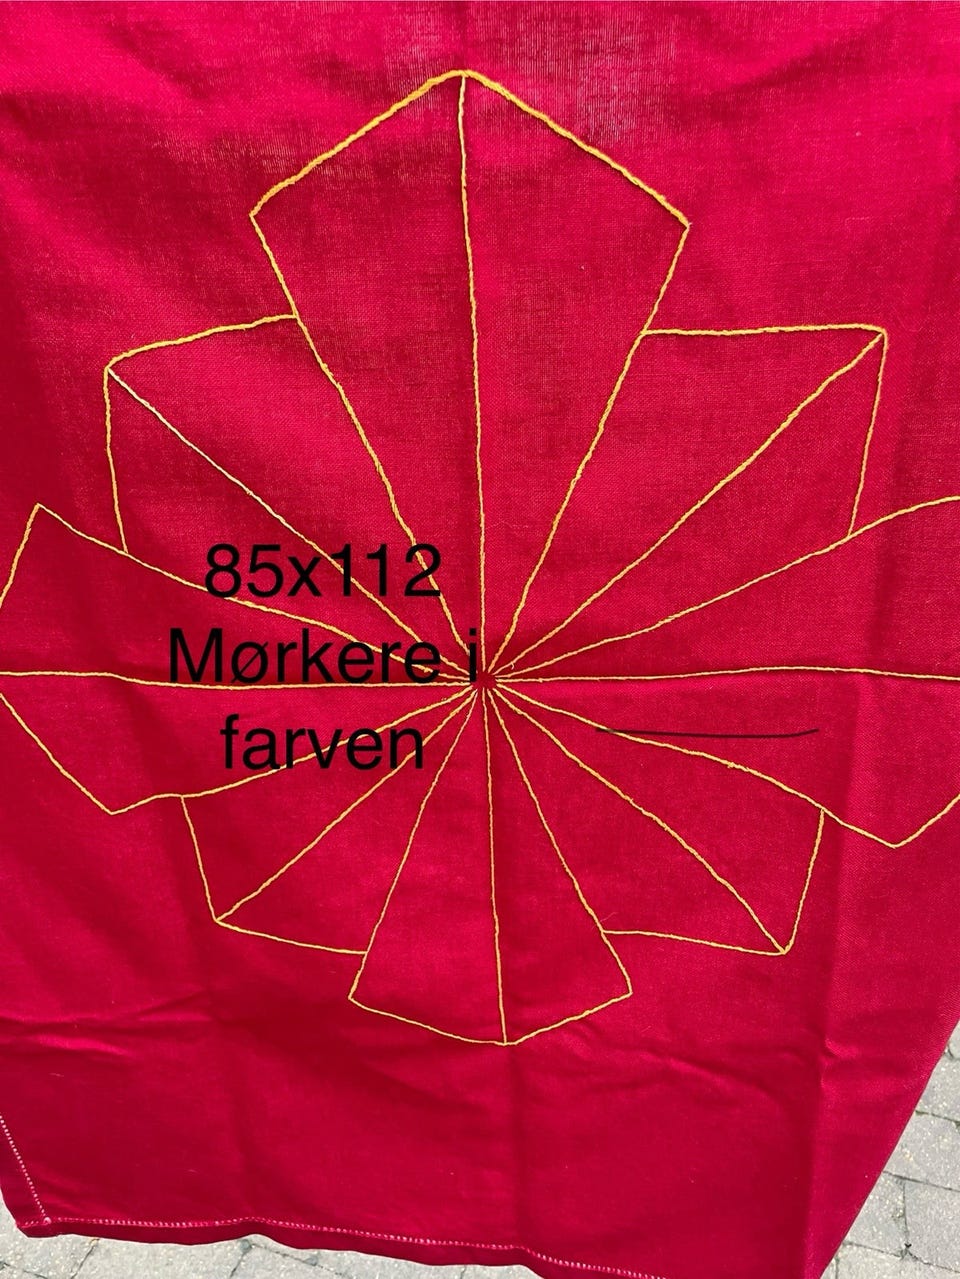 85x112
Mørkere i
farven